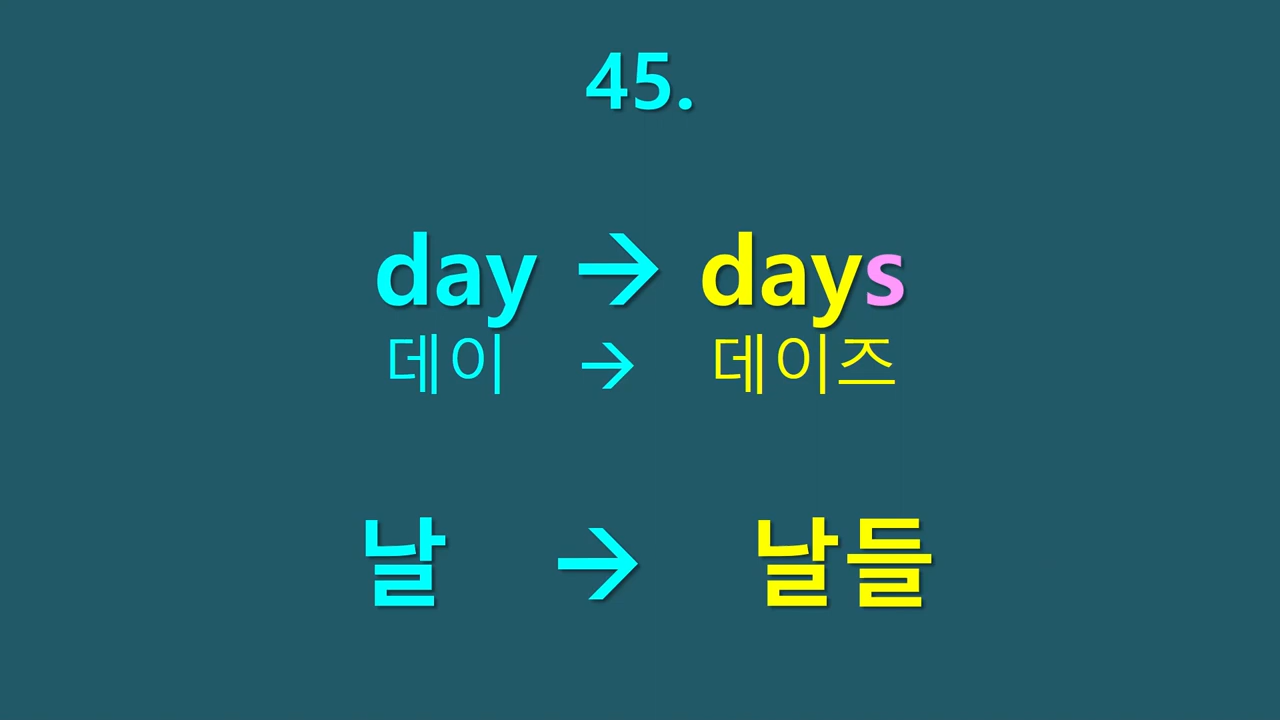 45.
day → days
데이 → 데이즈
날 → 날들